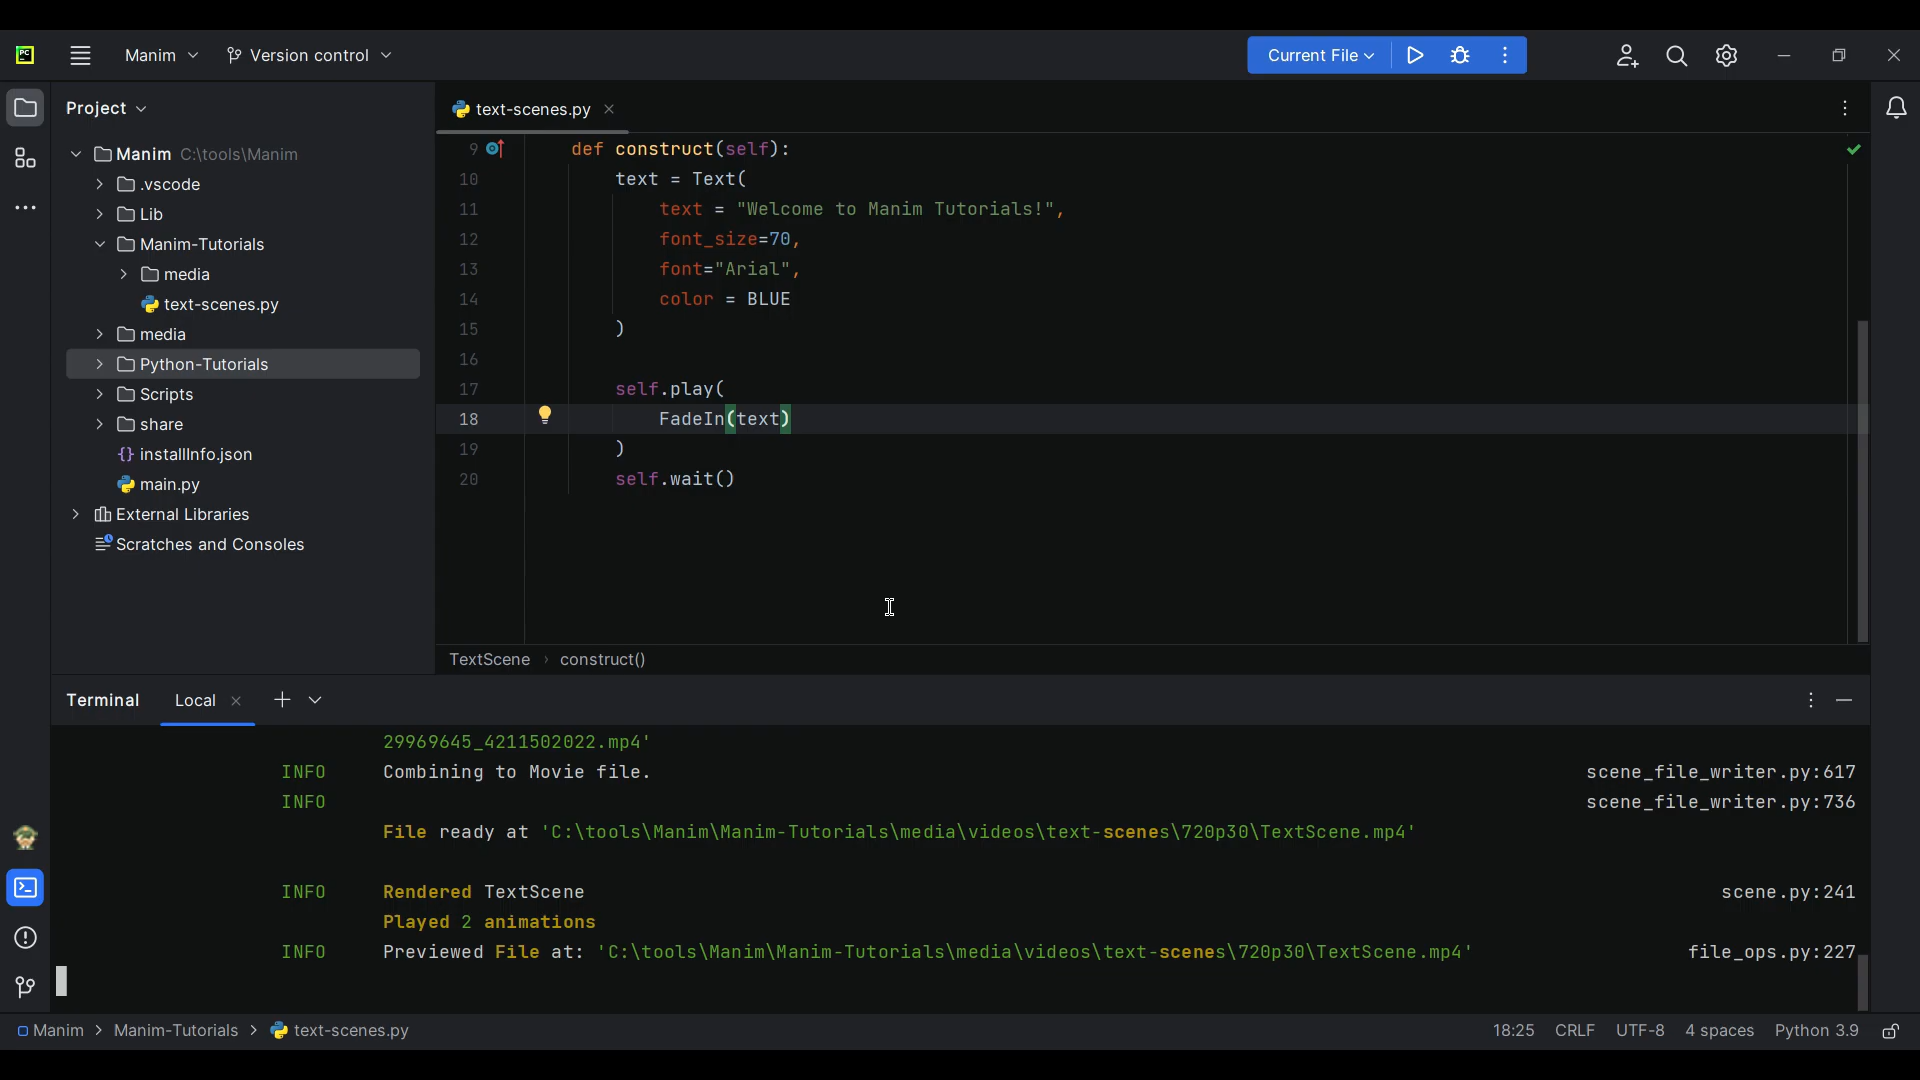 PC
Manim
Version control
Current File
Project
Manim C:\tools\Manim
.vscode
Lib
Manim-Tutorials
media
text-scenes.py
media
Python-Tutorials
Scripts
share
installInfo.json
main.py
External Libraries
Scratches and Consoles
text-scenes.py
9 def construct(self):
10 text = Text(
11 text = "Welcome to Manim Tutorials!",
12 font_size=70,
13 font="Arial",
14 color = BLUE
15 )
16
17 self.play(
18 FadeIn(text)
19 )
20 self.wait()
TextScene › construct()
Terminal Local
29969645_4211502022.mp4'
INFO Combining to Movie file. scene_file_writer.py:617
INFO scene_file_writer.py:736
File ready at 'C:\tools\Manim\Manim-Tutorials\media\videos\text-scenes\720p30\TextScene.mp4'
INFO Rendered TextScene scene.py:241
Played 2 animations
INFO Previewed File at: 'C:\tools\Manim\Manim-Tutorials\media\videos\text-scenes\720p30\TextScene.mp4' file_ops.py:227
Manim > Manim-Tutorials > text-scenes.py 18:25 CRLF UTF-8 4 spaces Python 3.9